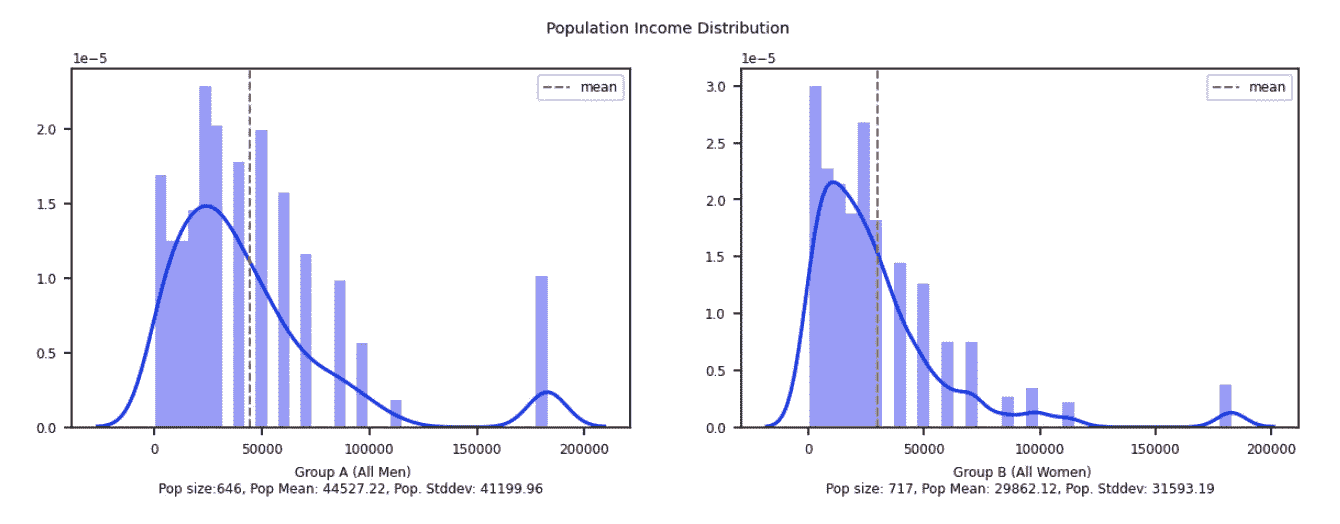 Population Income Distribution
1e−5
mean
2.0
1.5
1.0
0.5
0.0
0
50000
100000
150000
200000
Group A (All Men)
Pop size:646, Pop Mean: 44527.22, Pop. Stddev: 41199.96
1e−5
mean
3.0
2.5
2.0
1.5
1.0
0.5
0.0
0
50000
100000
150000
200000
Group B (All Women)
Pop size: 717, Pop Mean: 29862.12, Pop. Stddev: 31593.19